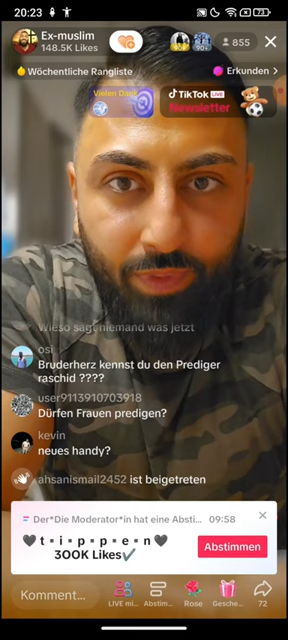 20:23
73
Ex-muslim
148.5K Likes
90+
855
Wöchentliche Rangliste
Erkunden >
Vielen Dank
TikTok LIVE
Newsletter
Wieso sagt niemand was jetzt
osi
Bruderherz kennst du den Prediger
raschid ????
user9113910703918
Dürfen Frauen predigen?
kevin
neues handy?
ahsanismail2452 ist beigetreten
Der*Die Moderator*in hat eine Absti... 09:58
🖤 t・i・p・p・e・n 🖤
300K Likes✔️
Abstimmen
Komment...
LIVE mi...
Abstim...
Rose
Gesche...
72